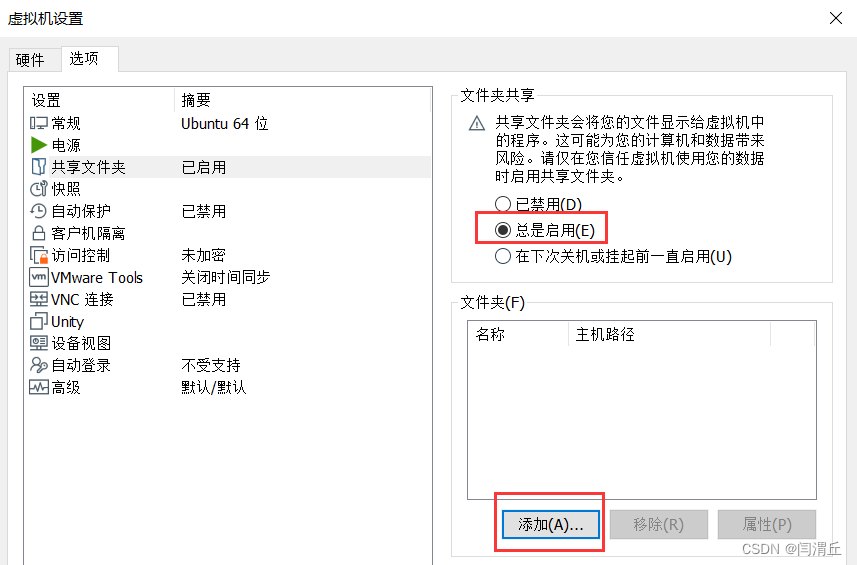 虚拟机设置
硬件 选项
设置 摘要
常规 Ubuntu 64 位
电源
共享文件夹 已启用
快照
自动保护 已禁用
客户机隔离
访问控制 未加密
vm VMware Tools 关闭时间同步
VNC 连接 已禁用
Unity
设备视图
自动登录 不受支持
高级 默认/默认
文件夹共享
共享文件夹会将您的文件显示给虚拟机中
的程序。这可能为您的计算机和数据带来
风险。请仅在您信任虚拟机使用您的数据
时启用共享文件夹。
已禁用(D)
总是启用(E)
在下次关机或挂起前一直启用(U)
文件夹(F)
名称 主机路径
添加(A)... 移除(R) 属性(P)
CSDN @闫渭丘